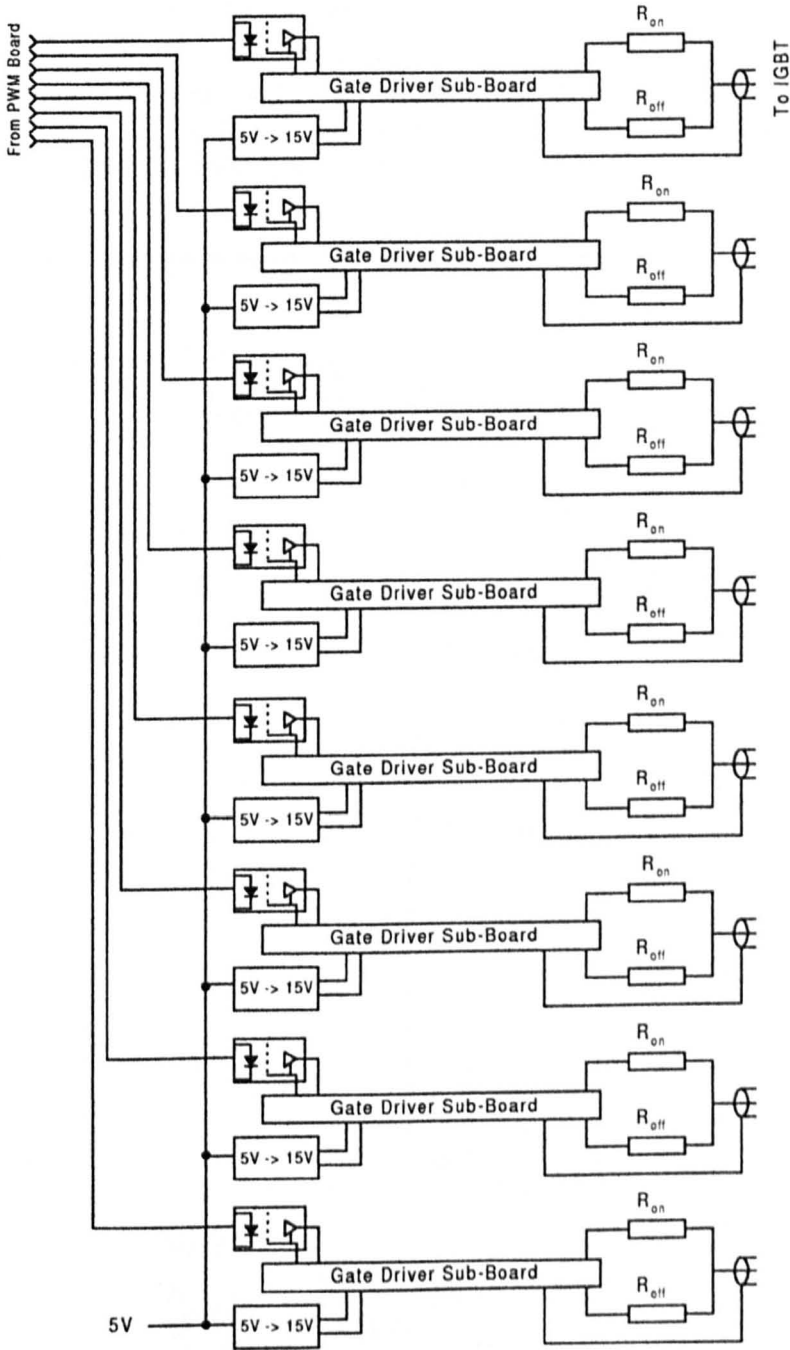 From PWM Board
To IGBT
R_on
Gate Driver Sub-Board
R_off
5V -> 15V
R_on
Gate Driver Sub-Board
R_off
5V -> 15V
R_on
Gate Driver Sub-Board
R_off
5V -> 15V
R_on
Gate Driver Sub-Board
R_off
5V -> 15V
R_on
Gate Driver Sub-Board
R_off
5V -> 15V
R_on
Gate Driver Sub-Board
R_off
5V -> 15V
R_on
Gate Driver Sub-Board
R_off
5V -> 15V
R_on
Gate Driver Sub-Board
R_off
5V
5V -> 15V